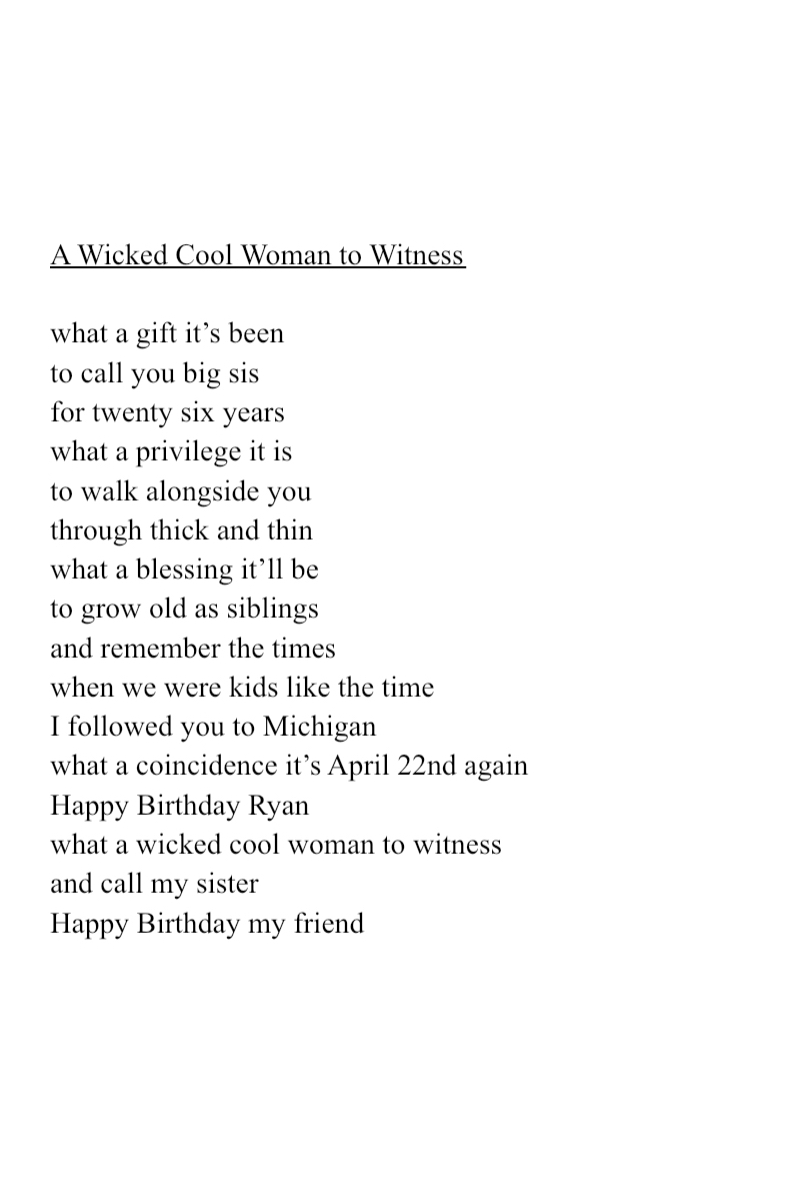 A Wicked Cool Woman to Witness
what a gift it’s been
to call you big sis
for twenty six years
what a privilege it is
to walk alongside you
through thick and thin
what a blessing it’ll be
to grow old as siblings
and remember the times
when we were kids like the time
I followed you to Michigan
what a coincidence it’s April 22nd again
Happy Birthday Ryan
what a wicked cool woman to witness
and call my sister
Happy Birthday my friend